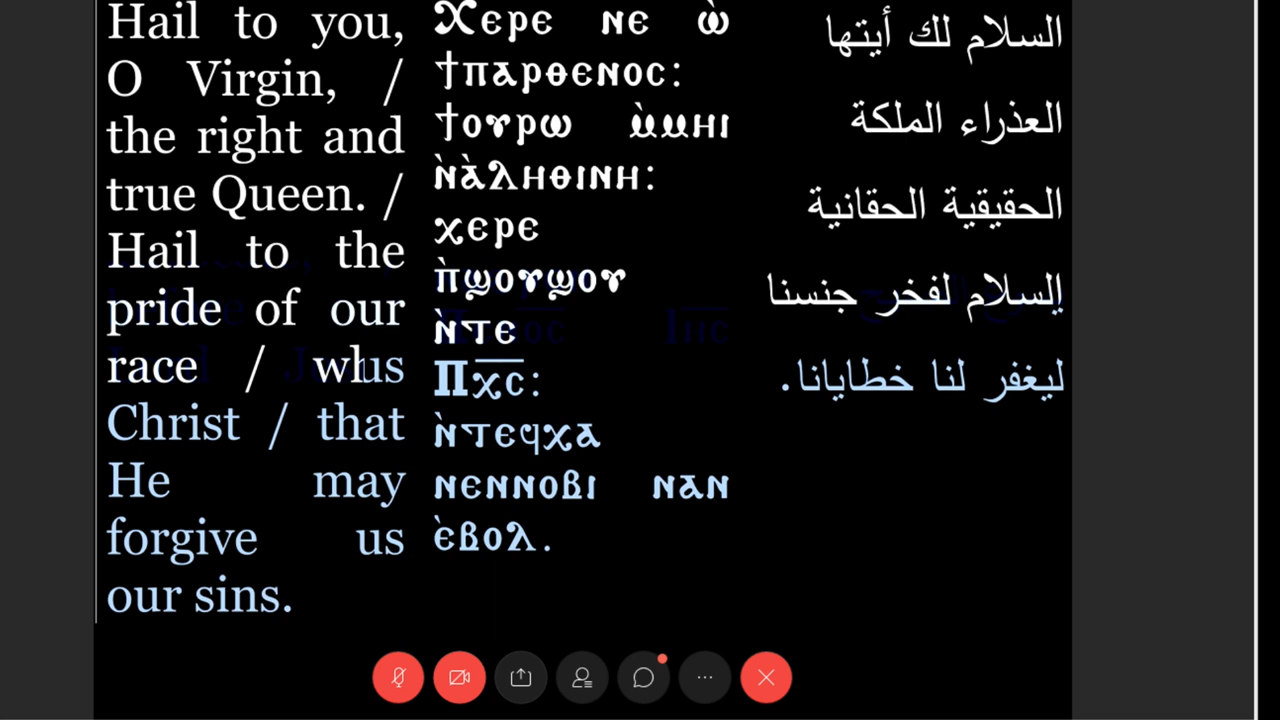 Hail to you,
O Virgin, /
the right and
true Queen. /
Hail to the
pride of our
race /
Christ / that
He may
forgive us
our sins.
Ⲭⲉⲣⲉ ⲛⲉ ⲱ̀
ϯⲡⲁⲣⲑⲉⲛⲟⲥ:
ϯⲟⲩⲣⲱ ⲙ̀ⲙⲏⲓ
ⲛ̀ⲁ̀ⲗⲏⲑⲓⲛⲏ:
ⲭⲉⲣⲉ
ⲡ̀ϣⲟⲩϣⲟⲩ
ⲛ̀ⲧⲉ
Ⲡⲭ̅ⲥ̅:
ⲛ̀ⲧⲉϥⲭⲁ
ⲛⲉⲛⲛⲟⲃⲓ ⲛⲁⲛ
ⲉ̀ⲃⲟⲗ.
السلام لك أيتها
العذراء الملكة
الحقيقية الحقانية
السلام لفخر جنسنا
ليغفر لنا خطايانا.